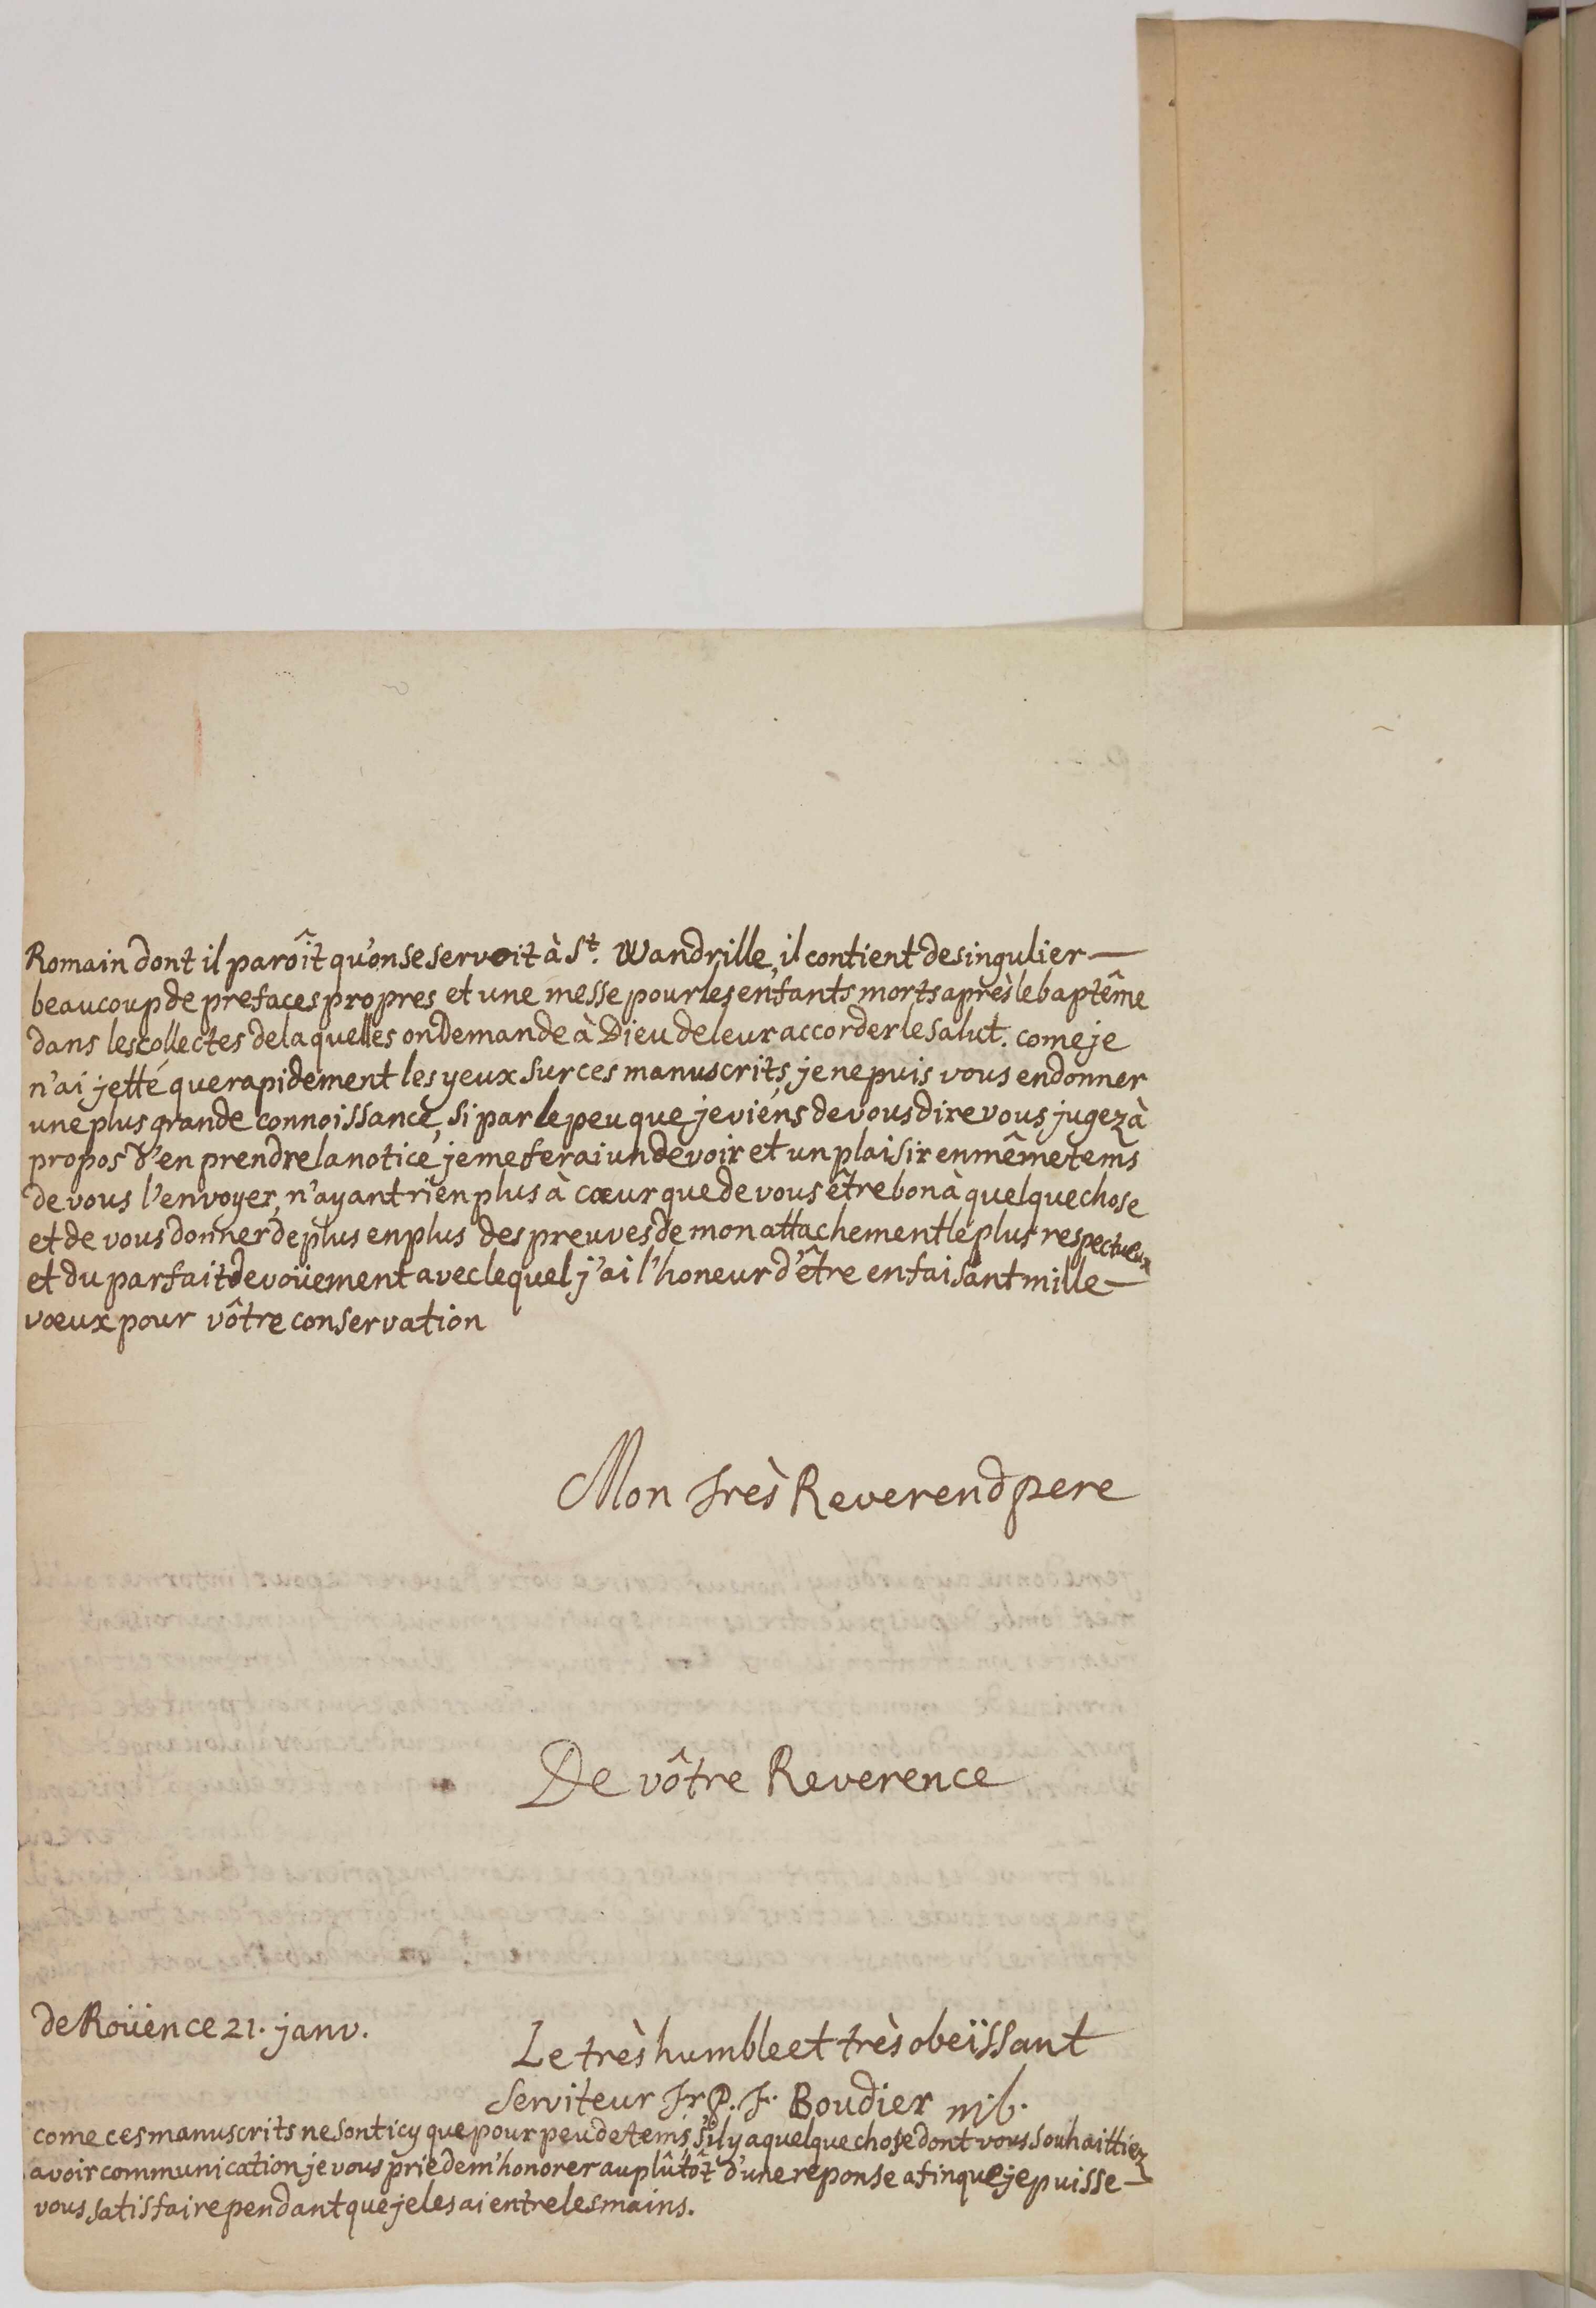 Romain dont il paroît qu'on se servoit à St. Wandrille, il contient de singulier—
beaucoup de prefaces propres et une messe pour les enfants morts après le baptême
dans les collectes de laquelles on Demande à Dieu de leur accorder le salut. come je
n'ai jetté que rapidement les yeux sur ces manuscrits, je ne puis vous en donner
une plus grande connoissance, si par le peu que je viens de vous dire vous jugez à
propos d'en prendre la notice, je me ferai un devoir et un plaisir en même tems
de vous l'envoyer, n'ayant rien plus à cœur que de vous être bon à quelque chose
et de vous donner de plus en plus des preuves de mon attachement le plus respectueux
et du parfait devoüement avec lequel j'ai l'honeur d'être en faisant mille—
vœux pour vôtre conservation
Mon Très Reverend pere
De vôtre Reverence
de Roüen ce 21. janv.
Le très humble et très obeïssant
Serviteur Fr P. F. Boudier m.b.
come ces manuscrits ne sont icy que pour peu de tems, s'il y a quelque chose dont vous souhaittiez
avoir communication je vous prie de m'honorer au plûtôt d'une reponse afin que je puisse—
vous satisfaire pendant que je les ai entre les mains.